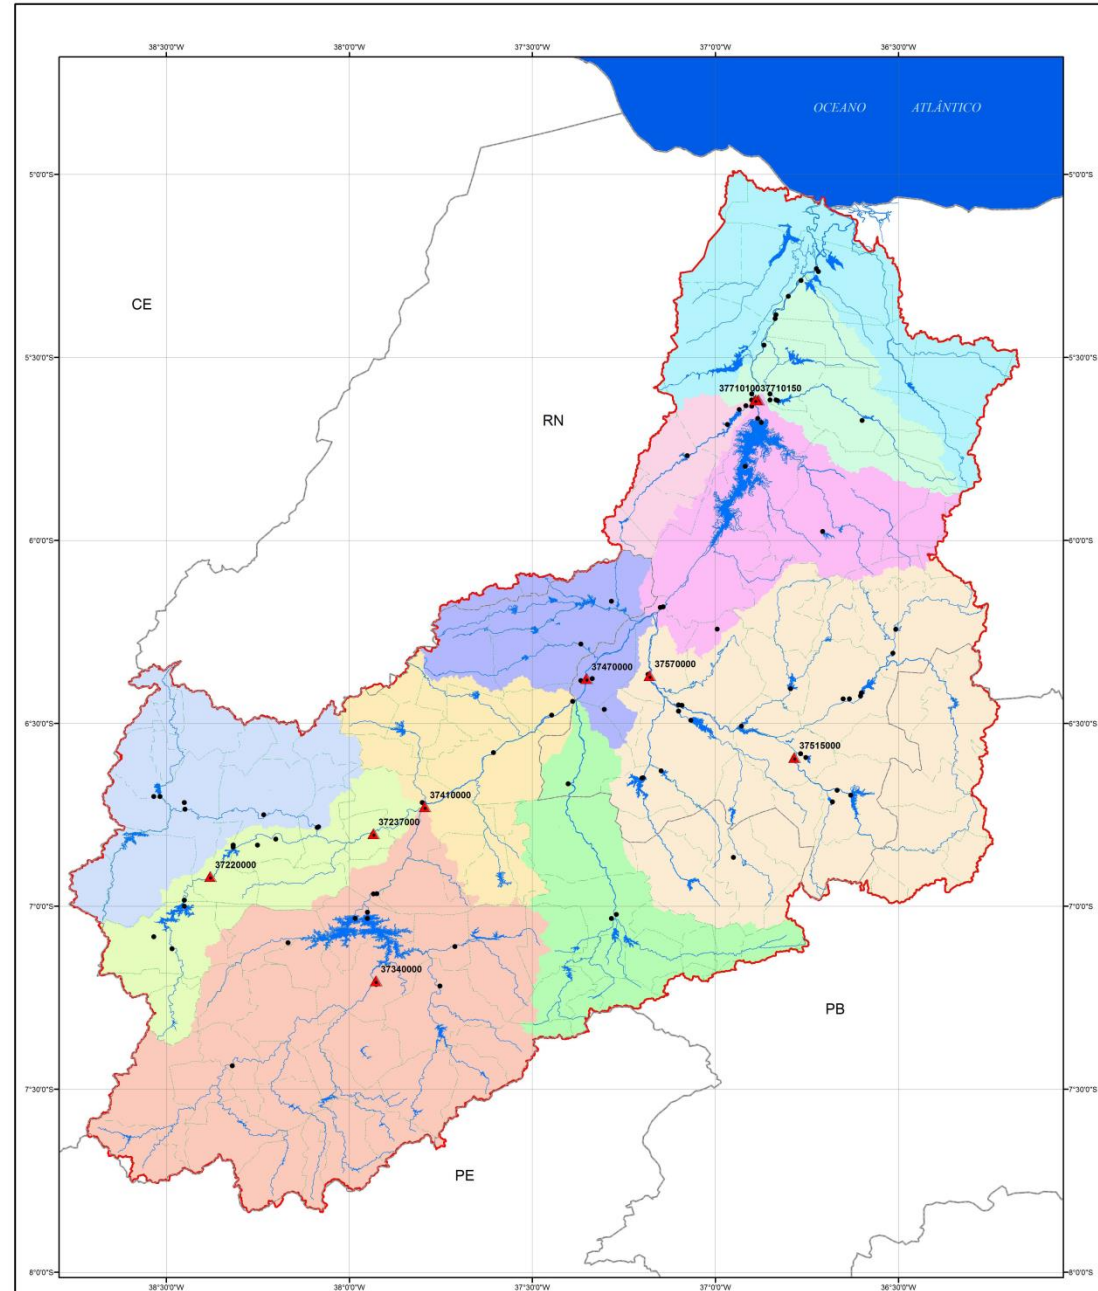 38°30'0"W 38°0'0"W 37°30'0"W 37°0'0"W 36°30'0"W
OCEANO ATLÂNTICO
5°0'0"S 5°0'0"S
CE
5°30'0"S 5°30'0"S
37710100 37710150
RN
6°0'0"S 6°0'0"S
37470000 37570000
6°30'0"S 6°30'0"S
37515000
37410000
37237000
37220000
7°0'0"S 7°0'0"S
37340000
PB
7°30'0"S 7°30'0"S
PE
8°0'0"S 8°0'0"S
38°30'0"W 38°0'0"W 37°30'0"W 37°0'0"W 36°30'0"W